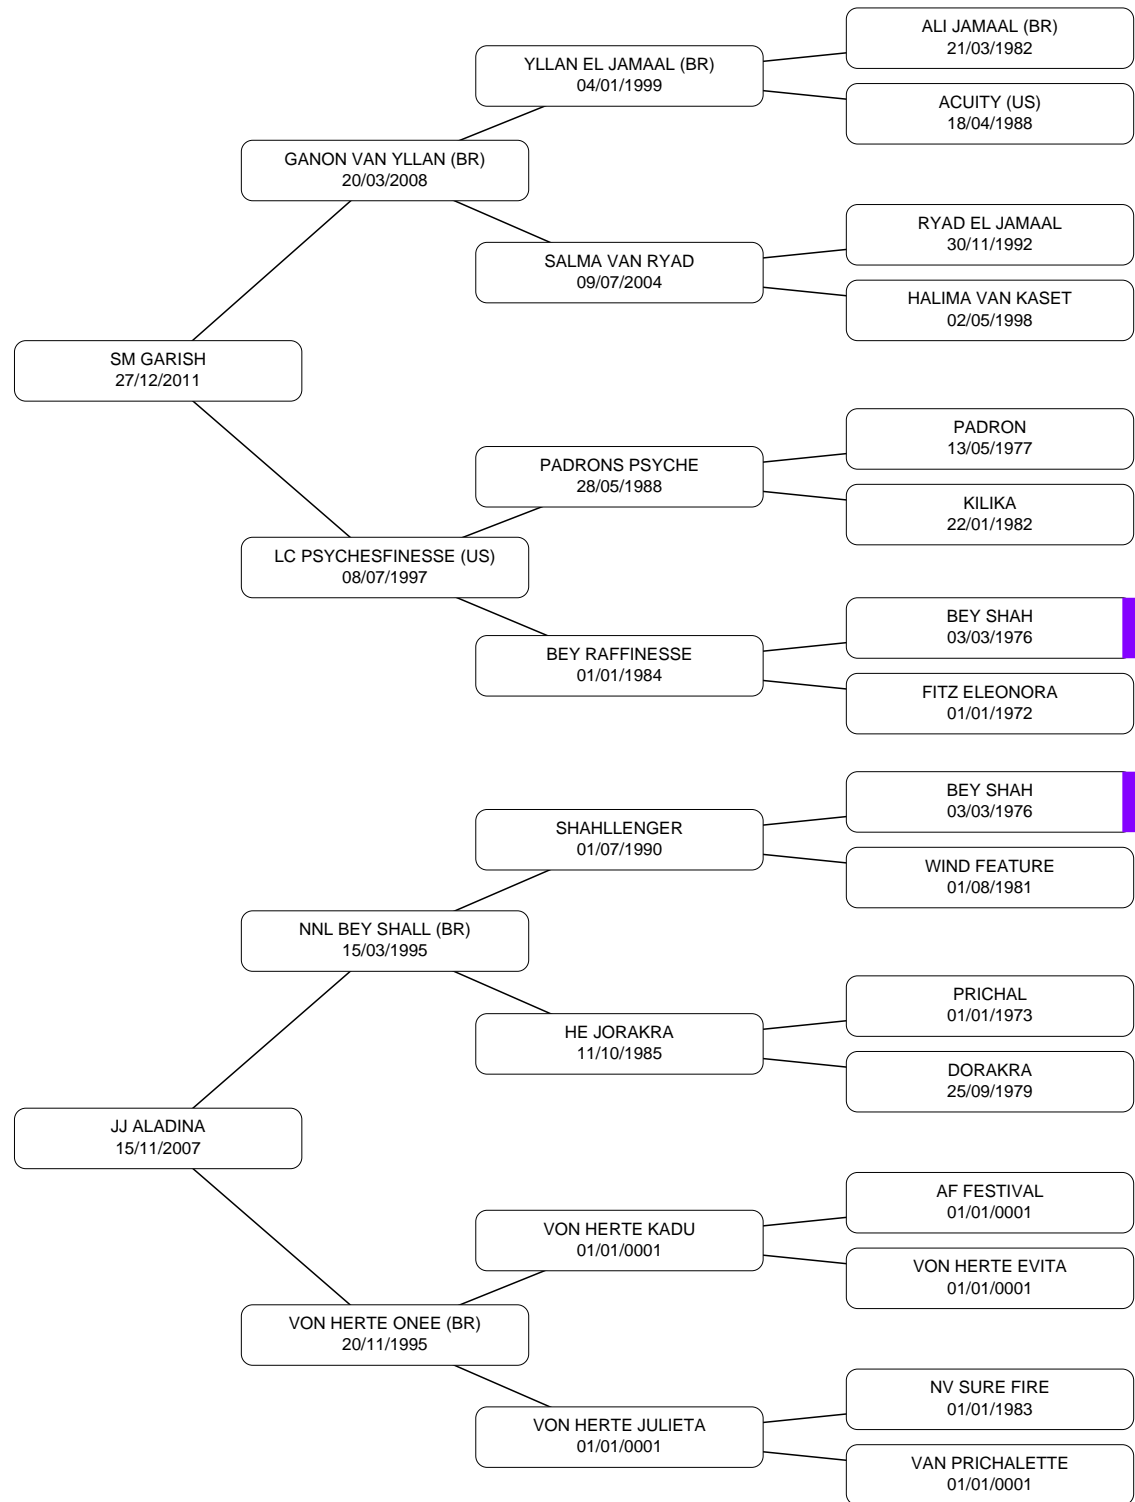 ALI JAMAAL (BR)
21/03/1982
YLLAN EL JAMAAL (BR)
04/01/1999
ACUITY (US)
18/04/1988
GANON VAN YLLAN (BR)
20/03/2008
RYAD EL JAMAAL
30/11/1992
SALMA VAN RYAD
09/07/2004
HALIMA VAN KASET
02/05/1998
SM GARISH
27/12/2011
PADRON
13/05/1977
PADRONS PSYCHE
28/05/1988
KILIKA
22/01/1982
LC PSYCHESFINESSE (US)
08/07/1997
BEY SHAH
03/03/1976
BEY RAFFINESSE
01/01/1984
FITZ ELEONORA
01/01/1972
BEY SHAH
03/03/1976
SHAHLLENGER
01/07/1990
WIND FEATURE
01/08/1981
NNL BEY SHALL (BR)
15/03/1995
PRICHAL
01/01/1973
HE JORAKRA
11/10/1985
DORAKRA
25/09/1979
JJ ALADINA
15/11/2007
AF FESTIVAL
01/01/0001
VON HERTE KADU
01/01/0001
VON HERTE EVITA
01/01/0001
VON HERTE ONEE (BR)
20/11/1995
NV SURE FIRE
01/01/1983
VON HERTE JULIETA
01/01/0001
VAN PRICHALETTE
01/01/0001